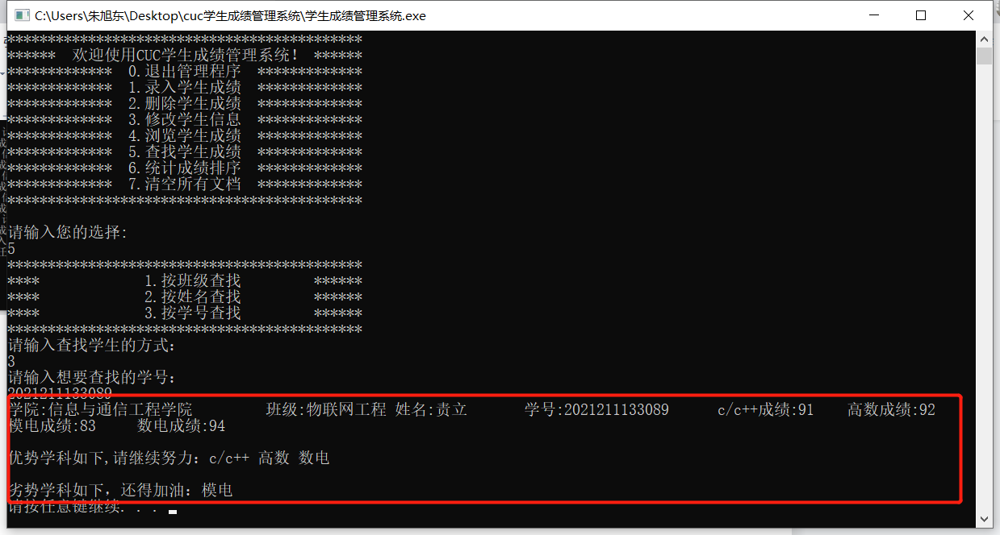 C:\Users\朱旭东\Desktop\cuc学生成绩管理系统\学生成绩管理系统.exe
********************************************
****** 欢迎使用CUC学生成绩管理系统！ ******
************* 0.退出管理程序 *************
************* 1.录入学生成绩 *************
************* 2.删除学生成绩 *************
************* 3.修改学生信息 *************
************* 4.浏览学生成绩 *************
************* 5.查找学生成绩 *************
************* 6.统计成绩排序 *************
************* 7.清空所有文档 *************
********************************************
请输入您的选择:
5
********************************************
**** 1.按班级查找 ******
**** 2.按姓名查找 ******
**** 3.按学号查找 ******
********************************************
请输入查找学生的方式：
3
请输入想要查找的学号：
2021211133089
学院:信息与通信工程学院 班级:物联网工程 姓名:责立 学号:2021211133089 c/c++成绩:91 高数成绩:92
模电成绩:83 数电成绩:94
优势学科如下,请继续努力：c/c++ 高数 数电
劣势学科如下，还得加油：模电
请按任意键继续. . .